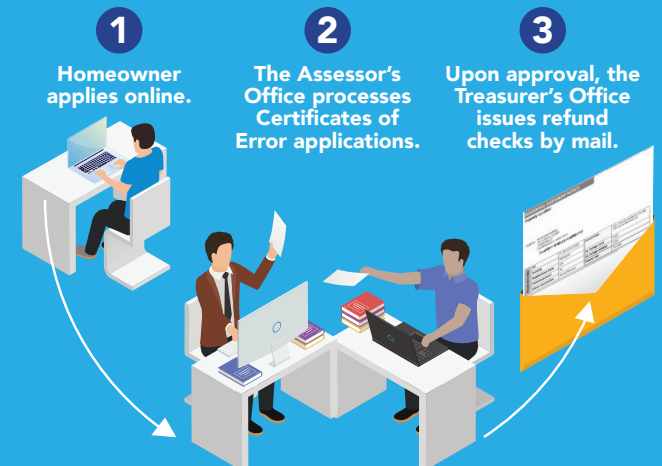 1
Homeowner
applies online.
2
The Assessor's
Office processes
Certificates of
Error applications.
3
Upon approval, the
Treasurer's Office
issues refund
checks by mail.